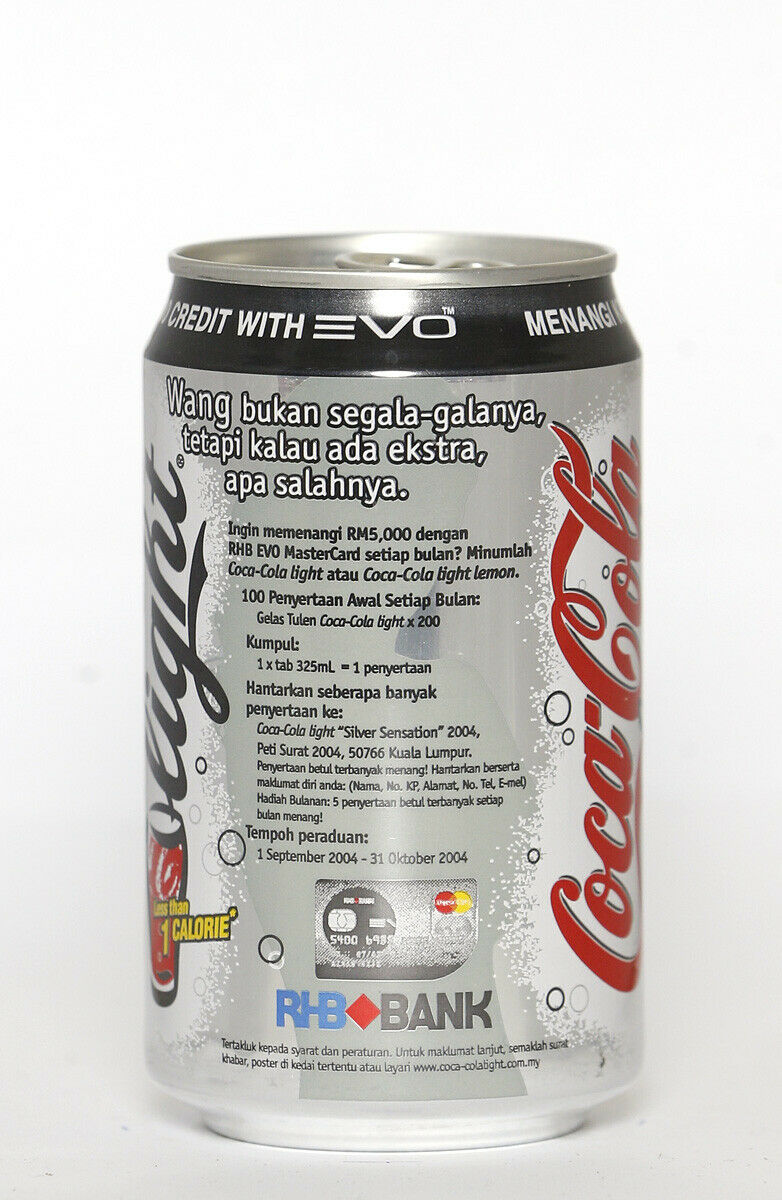 CREDIT WITH EVO™
MENANGI
Wang bukan segala-galanya,
tetapi kalau ada ekstra,
apa salahnya.
Ingin memenangi RM5,000 dengan
RHB EVO MasterCard setiap bulan? Minumlah
Coca-Cola light atau Coca-Cola light lemon.
100 Penyertaan Awal Setiap Bulan:
Gelas Tulen Coca-Cola light x 200
Kumpul:
1 x tab 325mL = 1 penyertaan
Hantarkan seberapa banyak
penyertaan ke:
Coca-Cola light "Silver Sensation" 2004,
Peti Surat 2004, 50766 Kuala Lumpur.
Penyertaan betul terbanyak menang! Hantarkan berserta
maklumat diri anda: (Nama, No. KP, Alamat, No. Tel, E-mel)
Hadiah Bulanan: 5 penyertaan betul terbanyak setiap
bulan menang!
Tempoh peraduan:
1 September 2004 - 31 Oktober 2004
RHB BANK
5400
RHB BANK
Tertakluk kepada syarat dan peraturan. Untuk maklumat lanjut, semaklah surat
khabar, poster di kedai tertentu atau layari www.coca-colalight.com.my
light®
Less than
1 CALORIE*
Coca-Cola